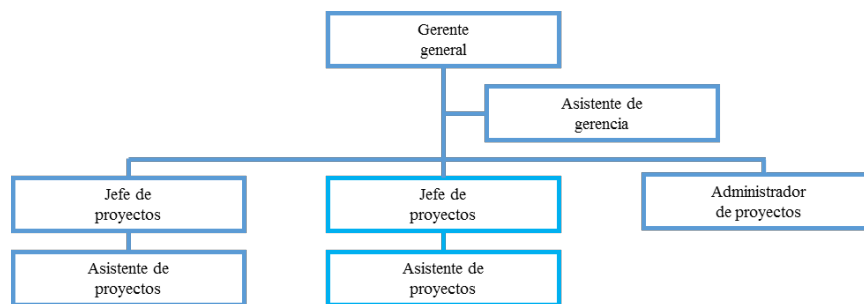 Gerente
general
Asistente de
gerencia
Jefe de
proyectos
Jefe de
proyectos
Administrador
de proyectos
Asistente de
proyectos
Asistente de
proyectos